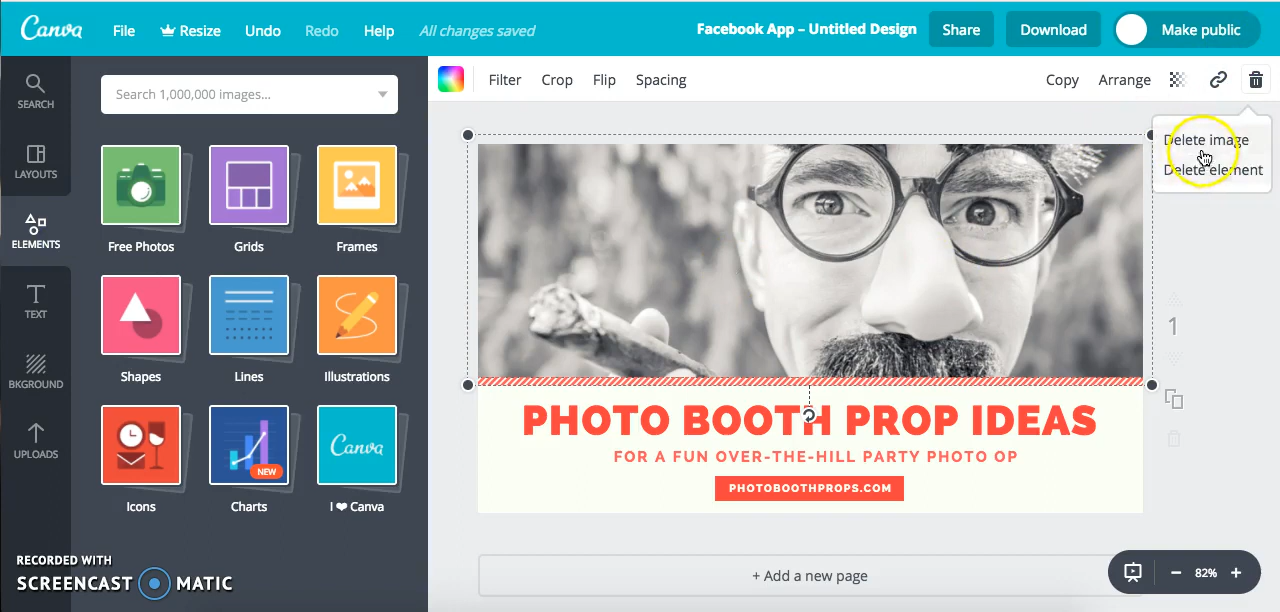 Canva File Resize Undo Redo Help All changes saved Facebook App – Untitled Design Share Download Make public
SEARCH
LAYOUTS
ELEMENTS
TEXT
BKGROUND
UPLOADS
Search 1,000,000 images...
Free Photos Grids Frames
Shapes Lines Illustrations
NEW
Canva
Icons Charts I ❤ Canva
Filter Crop Flip Spacing Copy Arrange
Delete image
Delete element
1
PHOTO BOOTH PROP IDEAS
FOR A FUN OVER-THE-HILL PARTY PHOTO OP
PHOTOBOOTHPROPS.COM
+ Add a new page
82%
RECORDED WITH
SCREENCAST MATIC